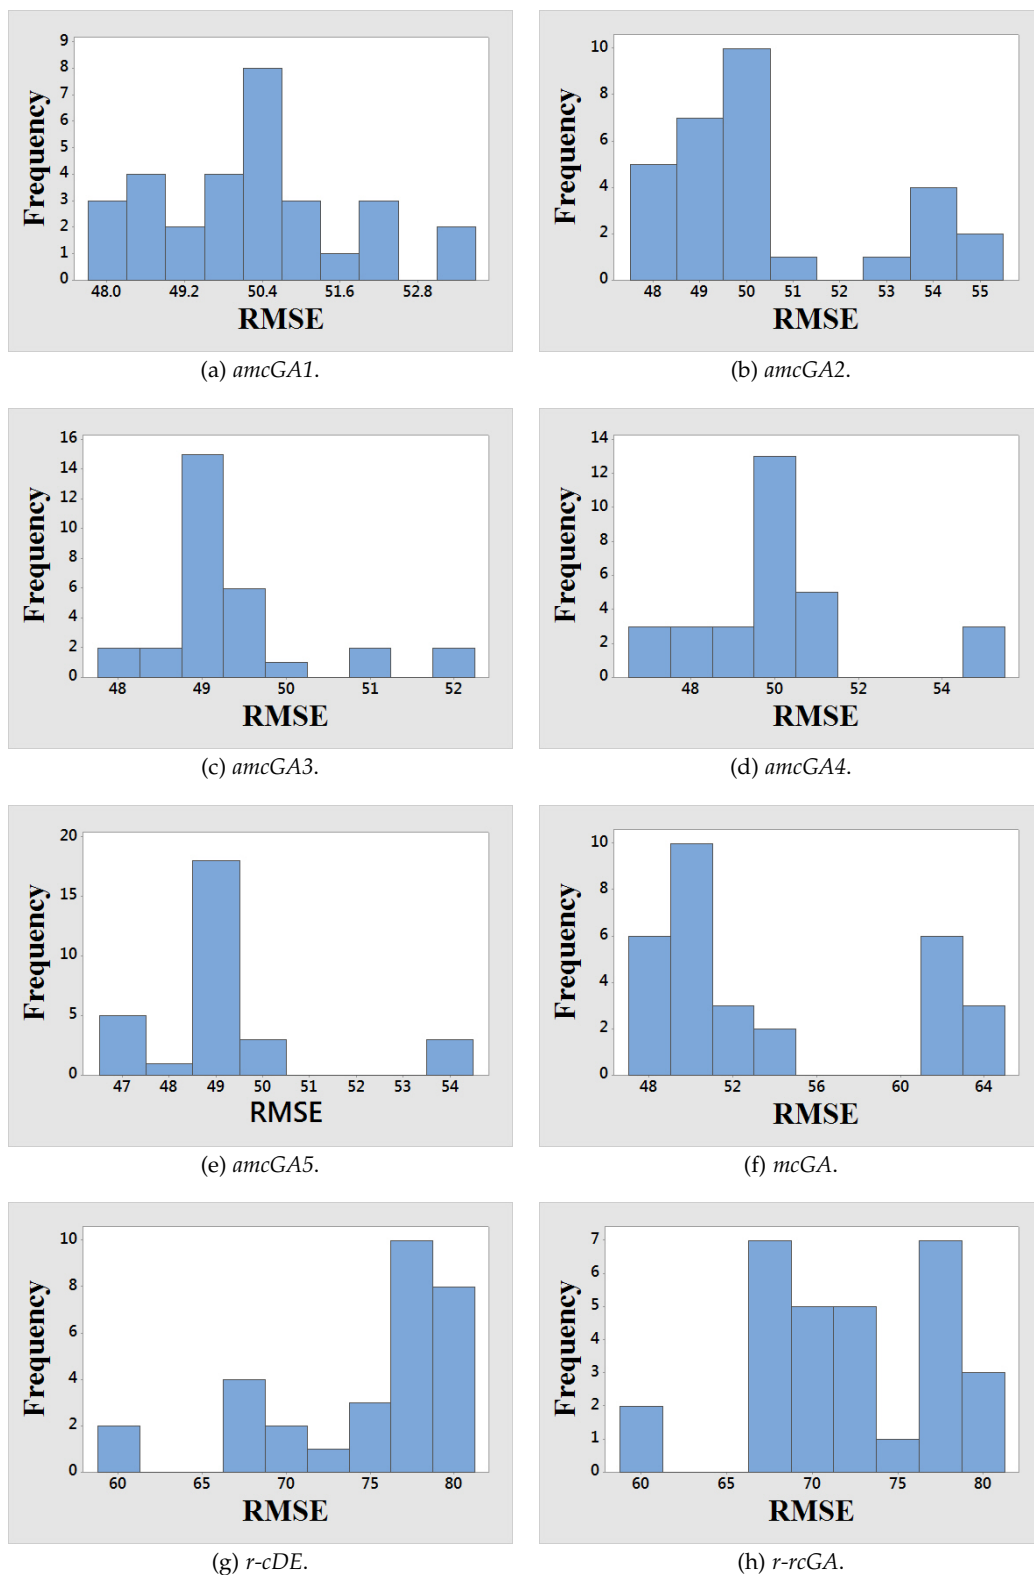 9
8
7
6
5
4
3
2
1
0
Frequency
48.0 49.2 50.4 51.6 52.8
RMSE
(a) amcGA1.
10
8
6
4
2
0
Frequency
48 49 50 51 52 53 54 55
RMSE
(b) amcGA2.
16
14
12
10
8
6
4
2
0
Frequency
48 49 50 51 52
RMSE
(c) amcGA3.
14
12
10
8
6
4
2
0
Frequency
48 50 52 54
RMSE
(d) amcGA4.
20
15
10
5
0
Frequency
47 48 49 50 51 52 53 54
RMSE
(e) amcGA5.
10
8
6
4
2
0
Frequency
48 52 56 60 64
RMSE
(f) mcGA.
10
8
6
4
2
0
Frequency
60 65 70 75 80
RMSE
(g) r-cDE.
7
6
5
4
3
2
1
0
Frequency
60 65 70 75 80
RMSE
(h) r-rcGA.